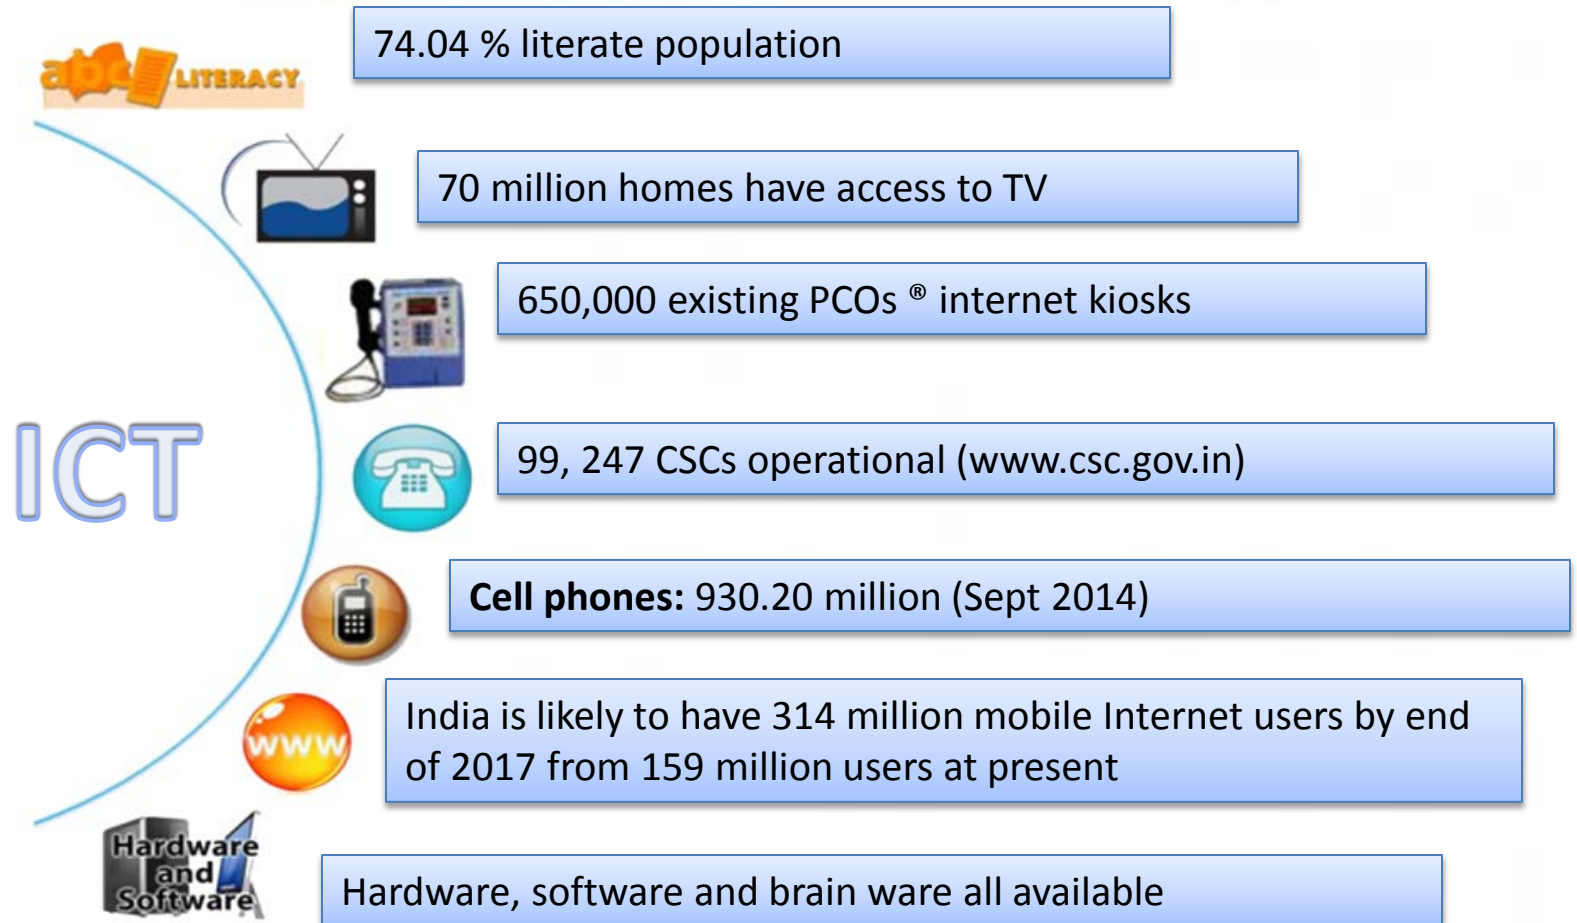 abc LITERACY
74.04 % literate population
70 million homes have access to TV
650,000 existing PCOs ® internet kiosks
ICT
99, 247 CSCs operational (www.csc.gov.in)
Cell phones: 930.20 million (Sept 2014)
www
India is likely to have 314 million mobile Internet users by end
of 2017 from 159 million users at present
Hardware
and
Software
Hardware, software and brain ware all available